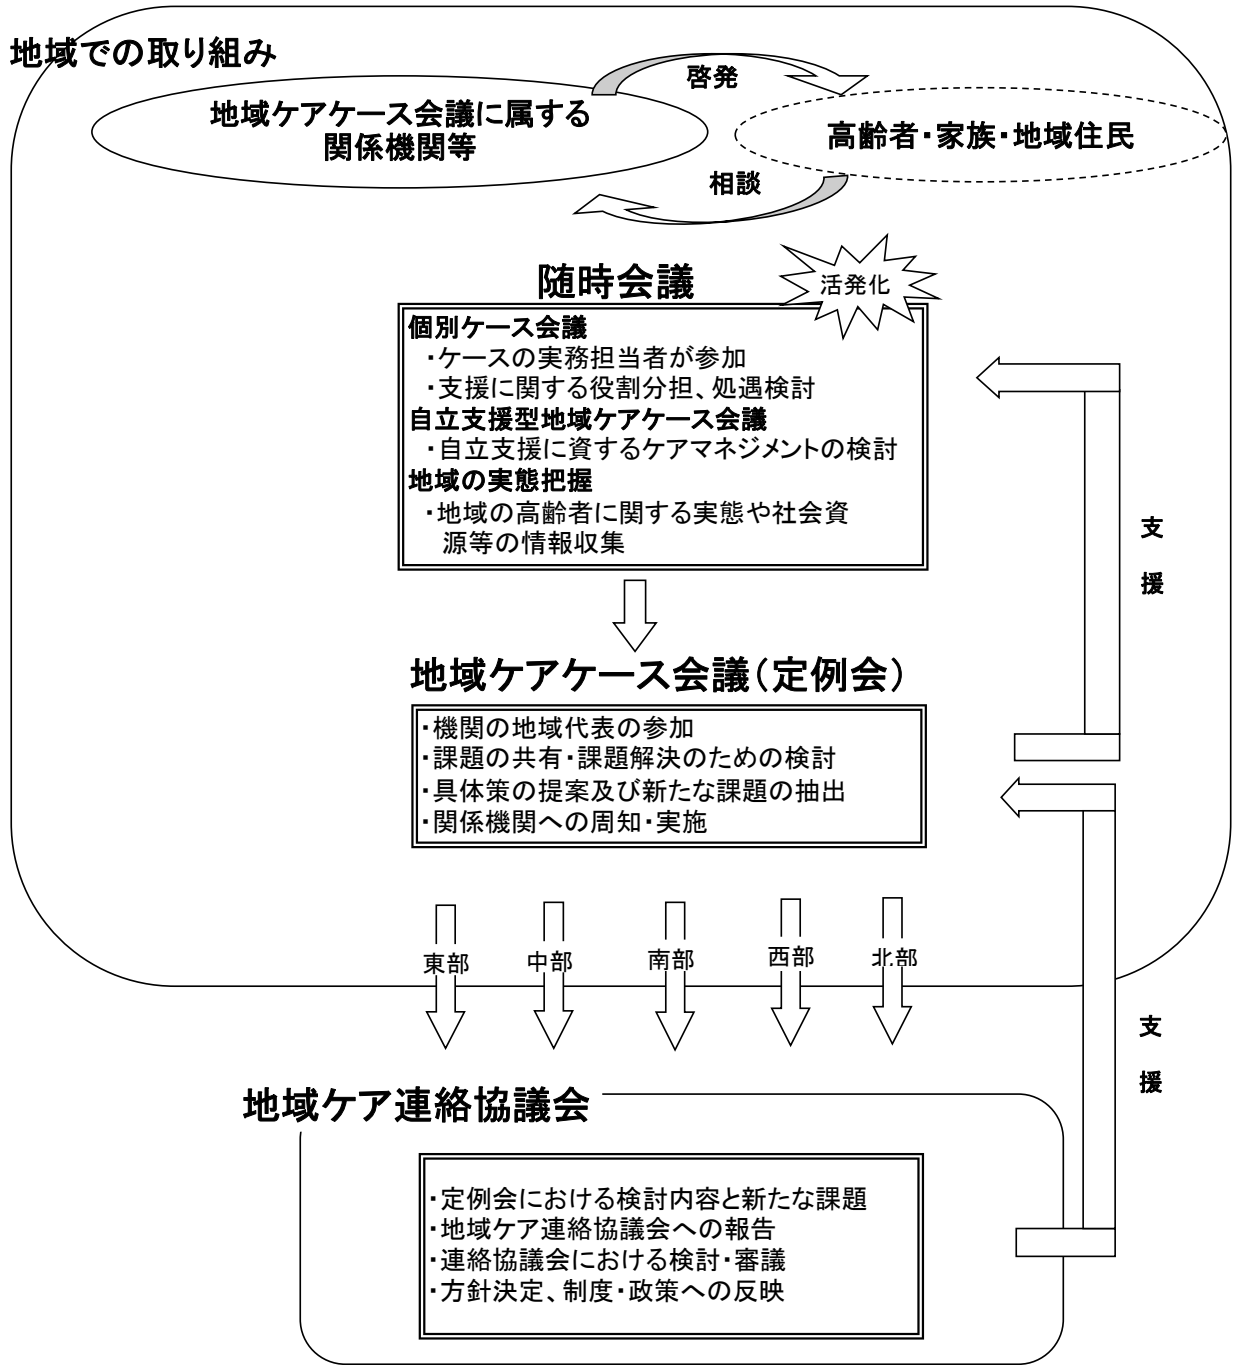 地域での取り組み
地域ケアケース会議に属する
関係機関等
啓発
高齢者・家族・地域住民
相談
随時会議
活発化
個別ケース会議
・ケースの実務担当者が参加
・支援に関する役割分担、処遇検討
自立支援型地域ケアケース会議
・自立支援に資するケアマネジメントの検討
地域の実態把握
・地域の高齢者に関する実態や社会資
源等の情報収集
支
援
地域ケアケース会議（定例会）
・機関の地域代表の参加
・課題の共有・課題解決のための検討
・具体策の提案及び新たな課題の抽出
・関係機関への周知・実施
東部
中部
南部
西部
北部
支
援
地域ケア連絡協議会
・定例会における検討内容と新たな課題
・地域ケア連絡協議会への報告
・連絡協議会における検討・審議
・方針決定、制度・政策への反映